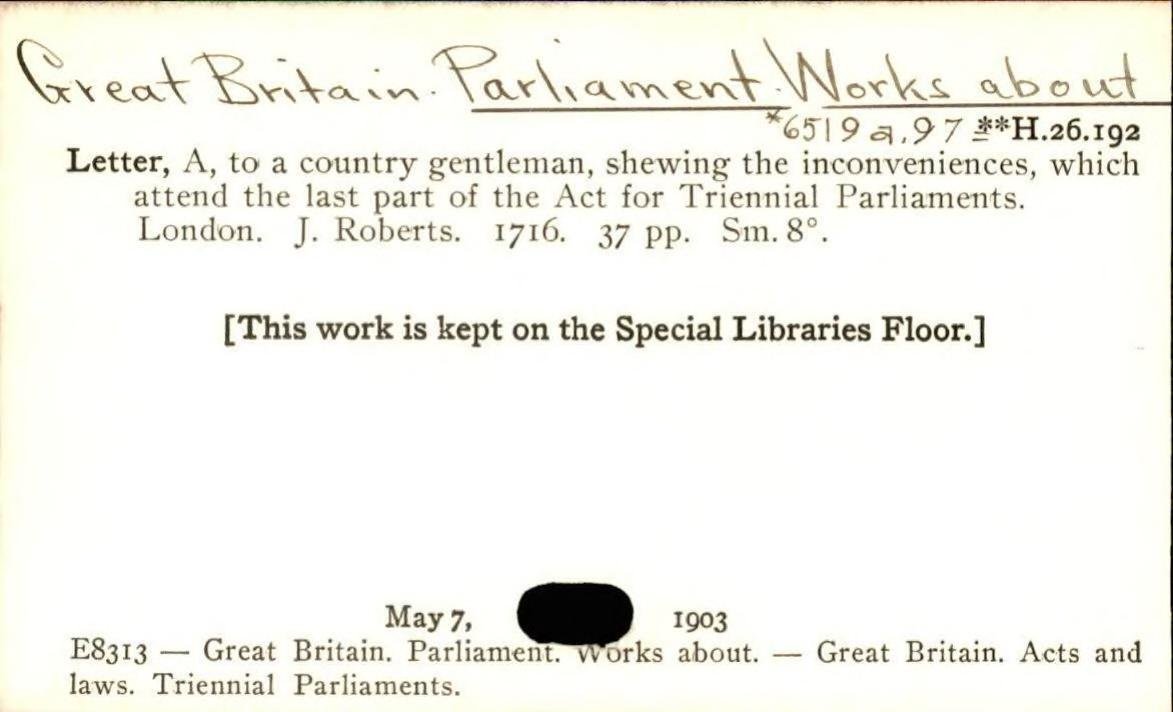 Great Britain. Parliament. Works about
*6519a.97 **H.26.192
Letter, A, to a country gentleman, shewing the inconveniences, which
attend the last part of the Act for Triennial Parliaments.
London. J. Roberts. 1716. 37 pp. Sm. 8°.
[This work is kept on the Special Libraries Floor.]
May 7, 1903
E8313 — Great Britain. Parliament. Works about. — Great Britain. Acts and
laws. Triennial Parliaments.